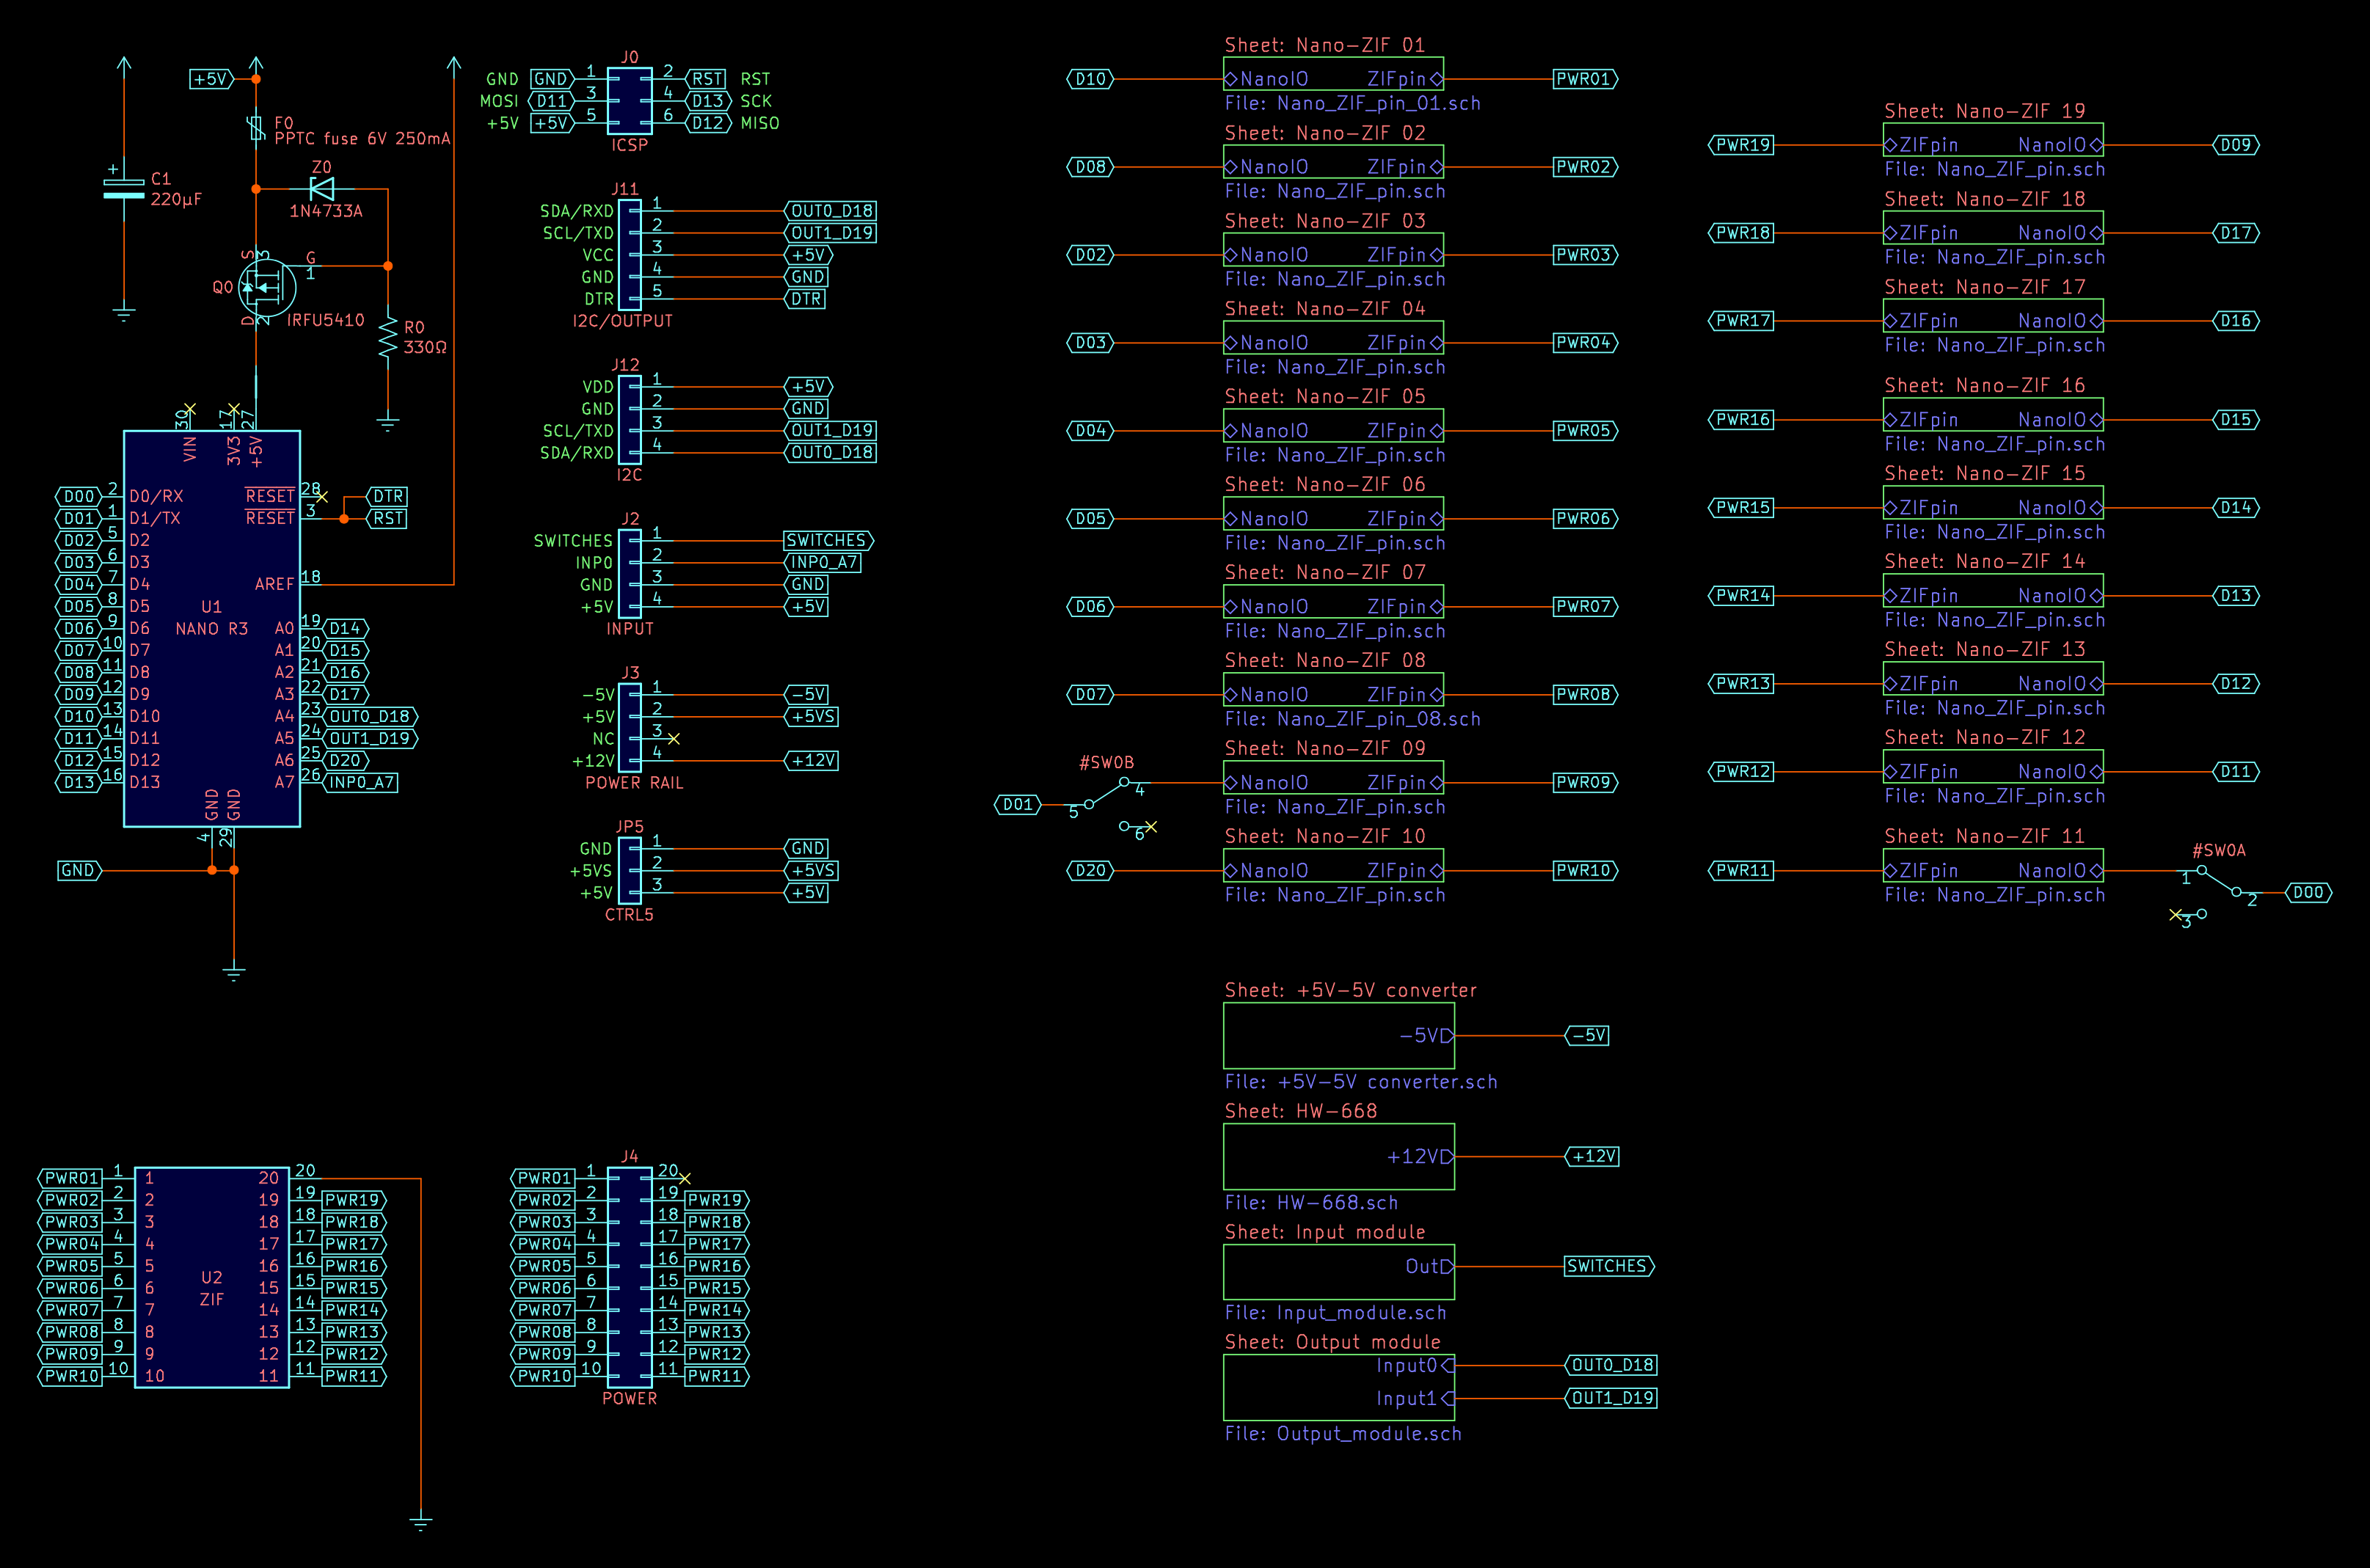 +5V
F0
PPTC fuse 6V 250mA
Z0
1N4733A
+
C1
220µF
S
3
G
1
Q0
D
2
IRFU5410
R0
330Ω
30 17 27
VIN 3V3 +5V
D00 2 D0/RX RESET 28 DTR
D01 1 D1/TX RESET 3 RST
D02 5 D2
D03 6 D3
D04 7 D4 AREF 18
D05 8 D5 U1
D06 9 D6 NANO R3 A0 19 D14
D07 10 D7 A1 20 D15
D08 11 D8 A2 21 D16
D09 12 D9 A3 22 D17
D10 13 D10 A4 23 OUT0_D18
D11 14 D11 A5 24 OUT1_D19
D12 15 D12 A6 25 D20
D13 16 D13 A7 26 INP0_A7
GND GND
4 29
GND
PWR01 1 1 20 20
PWR02 2 2 19 19 PWR19
PWR03 3 3 18 18 PWR18
PWR04 4 4 17 17 PWR17
PWR05 5 5 16 16 PWR16
PWR06 6 6 U2 15 15 PWR15
PWR07 7 7 ZIF 14 14 PWR14
PWR08 8 8 13 13 PWR13
PWR09 9 9 12 12 PWR12
PWR10 10 10 11 11 PWR11
J0
GND GND 1 2 RST RST
MOSI D11 3 4 D13 SCK
+5V +5V 5 6 D12 MISO
ICSP
J11
SDA/RXD 1 OUT0_D18
SCL/TXD 2 OUT1_D19
VCC 3 +5V
GND 4 GND
DTR 5 DTR
I2C/OUTPUT
J12
VDD 1 +5V
GND 2 GND
SCL/TXD 3 OUT1_D19
SDA/RXD 4 OUT0_D18
I2C
J2
SWITCHES 1 SWITCHES
INP0 2 INP0_A7
GND 3 GND
+5V 4 +5V
INPUT
J3
-5V 1 -5V
+5V 2 +5VS
NC 3
+12V 4 +12V
POWER RAIL
JP5
GND 1 GND
+5VS 2 +5VS
+5V 3 +5V
CTRL5
J4
PWR01 1 20
PWR02 2 19 PWR19
PWR03 3 18 PWR18
PWR04 4 17 PWR17
PWR05 5 16 PWR16
PWR06 6 15 PWR15
PWR07 7 14 PWR14
PWR08 8 13 PWR13
PWR09 9 12 PWR12
PWR10 10 11 PWR11
POWER
Sheet: Nano-ZIF 01
D10 NanoIO ZIFpin PWR01
File: Nano_ZIF_pin_01.sch
Sheet: Nano-ZIF 02
D08 NanoIO ZIFpin PWR02
File: Nano_ZIF_pin.sch
Sheet: Nano-ZIF 03
D02 NanoIO ZIFpin PWR03
File: Nano_ZIF_pin.sch
Sheet: Nano-ZIF 04
D03 NanoIO ZIFpin PWR04
File: Nano_ZIF_pin.sch
Sheet: Nano-ZIF 05
D04 NanoIO ZIFpin PWR05
File: Nano_ZIF_pin.sch
Sheet: Nano-ZIF 06
D05 NanoIO ZIFpin PWR06
File: Nano_ZIF_pin.sch
Sheet: Nano-ZIF 07
D06 NanoIO ZIFpin PWR07
File: Nano_ZIF_pin.sch
Sheet: Nano-ZIF 08
D07 NanoIO ZIFpin PWR08
File: Nano_ZIF_pin_08.sch
Sheet: Nano-ZIF 09
#SW0B
D01 5 4 6 NanoIO ZIFpin PWR09
File: Nano_ZIF_pin.sch
Sheet: Nano-ZIF 10
D20 NanoIO ZIFpin PWR10
File: Nano_ZIF_pin.sch
Sheet: Nano-ZIF 19
PWR19 ZIFpin NanoIO D09
File: Nano_ZIF_pin.sch
Sheet: Nano-ZIF 18
PWR18 ZIFpin NanoIO D17
File: Nano_ZIF_pin.sch
Sheet: Nano-ZIF 17
PWR17 ZIFpin NanoIO D16
File: Nano_ZIF_pin.sch
Sheet: Nano-ZIF 16
PWR16 ZIFpin NanoIO D15
File: Nano_ZIF_pin.sch
Sheet: Nano-ZIF 15
PWR15 ZIFpin NanoIO D14
File: Nano_ZIF_pin.sch
Sheet: Nano-ZIF 14
PWR14 ZIFpin NanoIO D13
File: Nano_ZIF_pin.sch
Sheet: Nano-ZIF 13
PWR13 ZIFpin NanoIO D12
File: Nano_ZIF_pin.sch
Sheet: Nano-ZIF 12
PWR12 ZIFpin NanoIO D11
File: Nano_ZIF_pin.sch
Sheet: Nano-ZIF 11
#SW0A
PWR11 ZIFpin NanoIO 1 2 3 D00
File: Nano_ZIF_pin.sch
Sheet: +5V-5V converter
-5V -5V
File: +5V-5V converter.sch
Sheet: HW-668
+12V +12V
File: HW-668.sch
Sheet: Input module
Out SWITCHES
File: Input_module.sch
Sheet: Output module
Input0 OUT0_D18
Input1 OUT1_D19
File: Output_module.sch